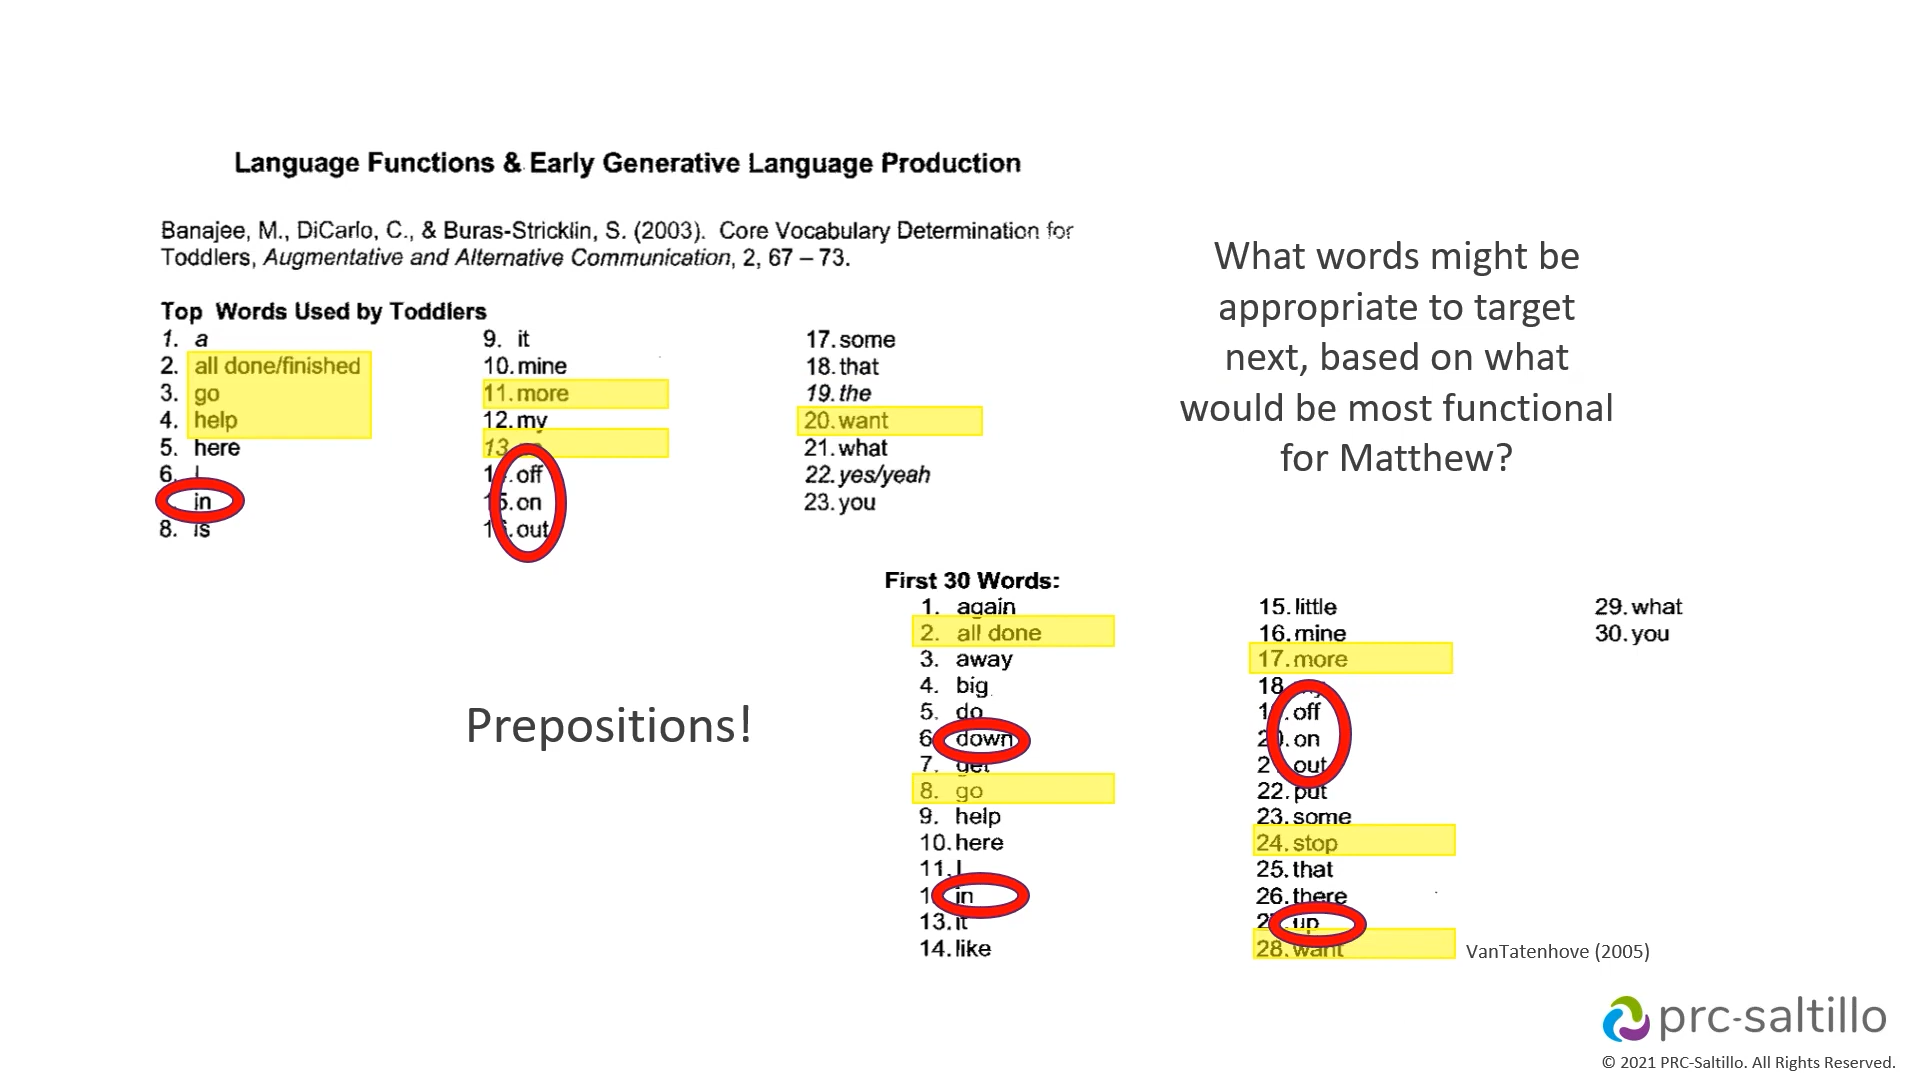 Language Functions & Early Generative Language Production
Banajee, M., DiCarlo, C., & Buras-Stricklin, S. (2003). Core Vocabulary Determination for
Toddlers, Augmentative and Alternative Communication, 2, 67 – 73.
Top Words Used by Toddlers
1. a
2. all done/finished
3. go
4. help
5. here
6. I
in
8. is
9. it
10. mine
11. more
12. my
13.
off
on
out
17. some
18. that
19. the
20. want
21. what
22. yes/yeah
23. you
What words might be
appropriate to target
next, based on what
would be most functional
for Matthew?
Prepositions!
First 30 Words:
1. again
2. all done
3. away
4. big
5. do
6 down
7. get
8. go
9. help
10. here
11. I
in
13. it
14. like
15. little
16. mine
17. more
18
off
on
out
22. put
23. some
24. stop
25. that
26. there
up
28. want
29. what
30. you
VanTatenhove (2005)
prc-saltillo
© 2021 PRC-Saltillo. All Rights Reserved.